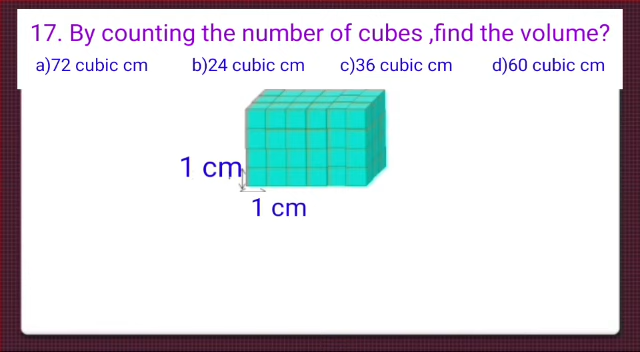 17. By counting the number of cubes ,find the volume?
a)72 cubic cm b)24 cubic cm c)36 cubic cm d)60 cubic cm
1 cm
1 cm